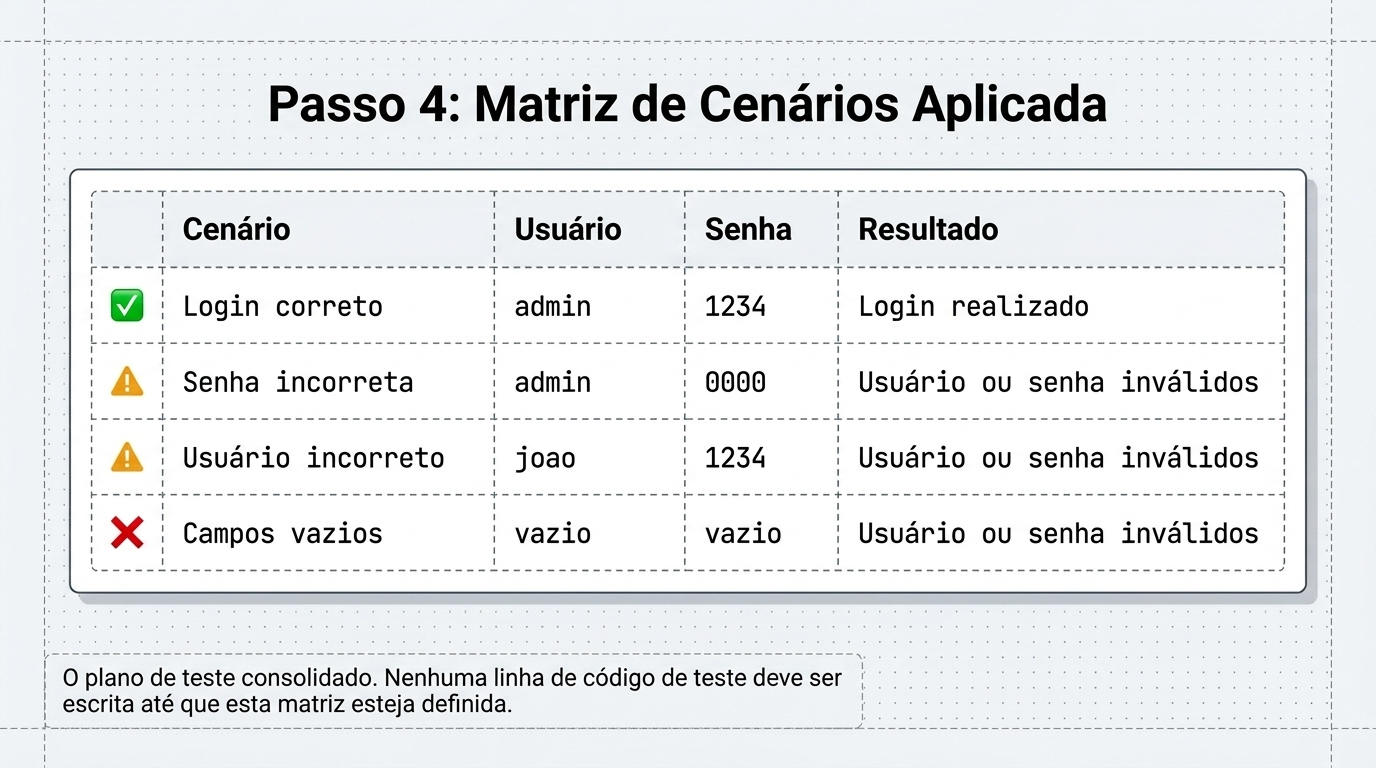 Passo 4: Matriz de Cenários Aplicada
Cenário Usuário Senha Resultado
Login correto admin 1234 Login realizado
Senha incorreta admin 0000 Usuário ou senha inválidos
Usuário incorreto joao 1234 Usuário ou senha inválidos
Campos vazios vazio vazio Usuário ou senha inválidos
O plano de teste consolidado. Nenhuma linha de código de teste deve ser
escrita até que esta matriz esteja definida.